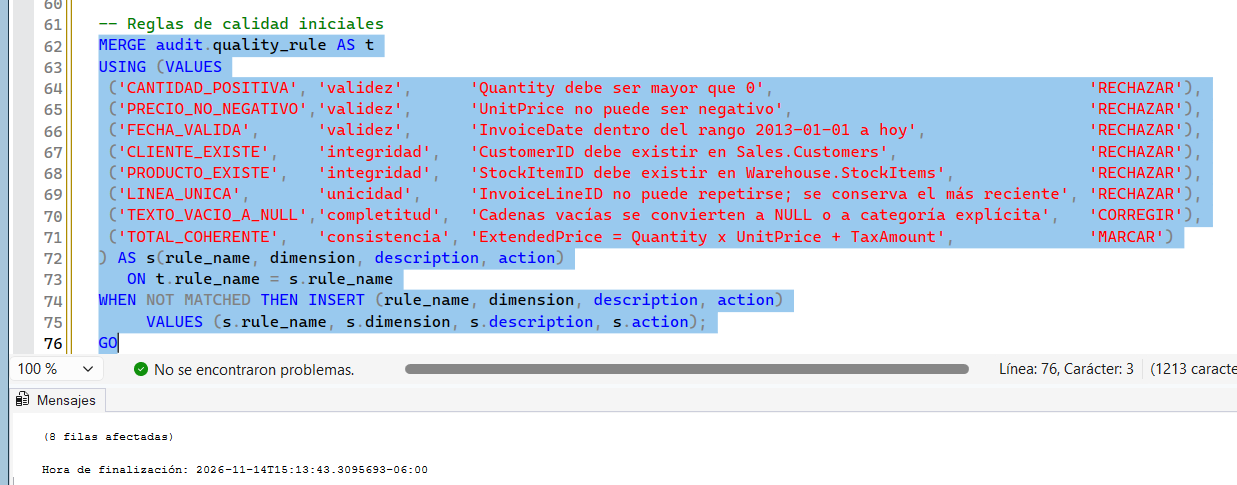 60
61 -- Reglas de calidad iniciales
62 MERGE audit.quality_rule AS t
63 USING (VALUES
64 ('CANTIDAD_POSITIVA', 'validez', 'Quantity debe ser mayor que 0', 'RECHAZAR'),
65 ('PRECIO_NO_NEGATIVO','validez', 'UnitPrice no puede ser negativo', 'RECHAZAR'),
66 ('FECHA_VALIDA', 'validez', 'InvoiceDate dentro del rango 2013-01-01 a hoy', 'RECHAZAR'),
67 ('CLIENTE_EXISTE', 'integridad', 'CustomerID debe existir en Sales.Customers', 'RECHAZAR'),
68 ('PRODUCTO_EXISTE', 'integridad', 'StockItemID debe existir en Warehouse.StockItems', 'RECHAZAR'),
69 ('LINEA_UNICA', 'unicidad', 'InvoiceLineID no puede repetirse; se conserva el más reciente', 'RECHAZAR'),
70 ('TEXTO_VACIO_A_NULL','completitud', 'Cadenas vacías se convierten a NULL o a categoría explícita', 'CORREGIR'),
71 ('TOTAL_COHERENTE', 'consistencia', 'ExtendedPrice = Quantity x UnitPrice + TaxAmount', 'MARCAR')
72 ) AS s(rule_name, dimension, description, action)
73 ON t.rule_name = s.rule_name
74 WHEN NOT MATCHED THEN INSERT (rule_name, dimension, description, action)
75 VALUES (s.rule_name, s.dimension, s.description, s.action);
76 GO
100 % No se encontraron problemas. Línea: 76, Carácter: 3 (1213 caracte
Mensajes
(8 filas afectadas)
Hora de finalización: 2026-11-14T15:13:43.3095693-06:00